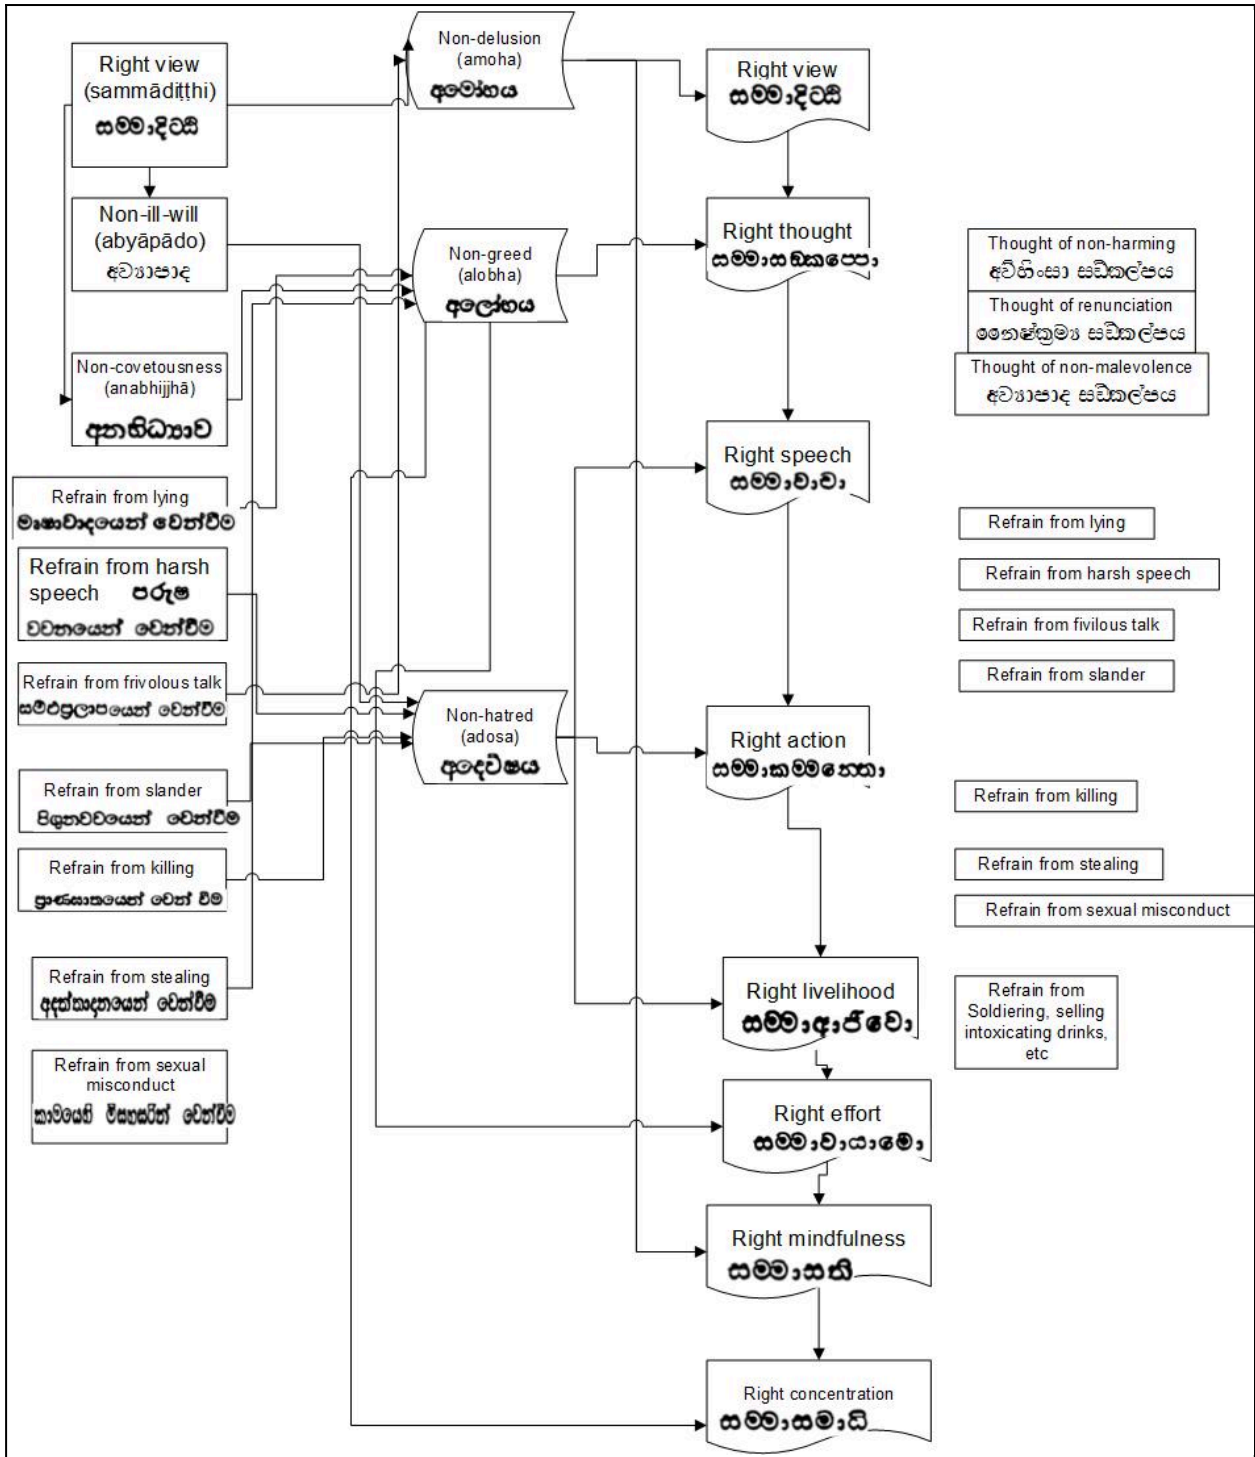 Right view
(sammādiṭṭhi)
සම්මාදිට්ඨි
Non-ill-will
(abyāpādo)
අව්‍යාපාද
Non-covetousness
(anabhijjhā)
අනභිධ්‍යාව
Refrain from lying
මෘෂාවාදයෙන් වෙන්වීම
Refrain from harsh
speech පරුෂ
වචනයෙන් වෙන්වීම
Refrain from frivolous talk
වෙන්වීම
Refrain from slander
වෙන්වීම
Refrain from killing
ප්‍රාණඝාතයෙන් වෙන් වීම
Refrain from stealing
අදත්තාදානයෙන් වෙන්වීම
Refrain from sexual
misconduct
වෙන්වීම
Non-delusion
(amoha)
අමෝහය
Non-greed
(alobha)
අලෝභය
Non-hatred
(adosa)
අදෙව්ෂය
Right view
සම්මාදිට්ඨි
Right thought
සම්මාසඞ්කප්පො
Right speech
සම්මාවාචා
Right action
සම්මාකම්මන්තො
Right livelihood
සම්මාආජීවො
Right effort
සම්මාවායාමෝ
Right mindfulness
සම්මාසති
Right concentration
සම්මාසමාධි
Thought of non-harming
අවිහිංසා සඞ්කල්පය
Thought of renunciation
නෛෂ්ක්‍රම්‍ය සඞ්කල්පය
Thought of non-malevolence
අව්‍යාපාද සඞ්කල්පය
Refrain from lying
Refrain from harsh speech
Refrain from fivilous talk
Refrain from slander
Refrain from killing
Refrain from stealing
Refrain from sexual misconduct
Refrain from
Soldiering, selling
intoxicating drinks,
etc